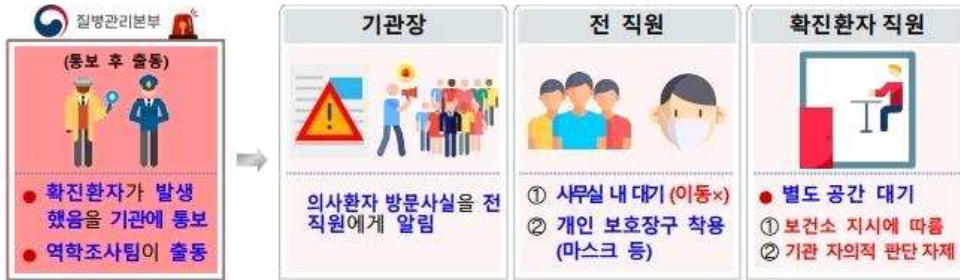 질병관리본부
(통보 후 출동)
● 확진환자가 발생
했음을 기관에 통보
● 역학조사팀이 출동
기관장
의사환자 방문사실을 전
직원에게 알림
전 직원
① 사무실 내 대기 (이동×)
② 개인 보호장구 착용
(마스크 등)
확진환자 직원
● 별도 공간 대기
① 보건소 지시에 따름
② 기관 자의적 판단 자제